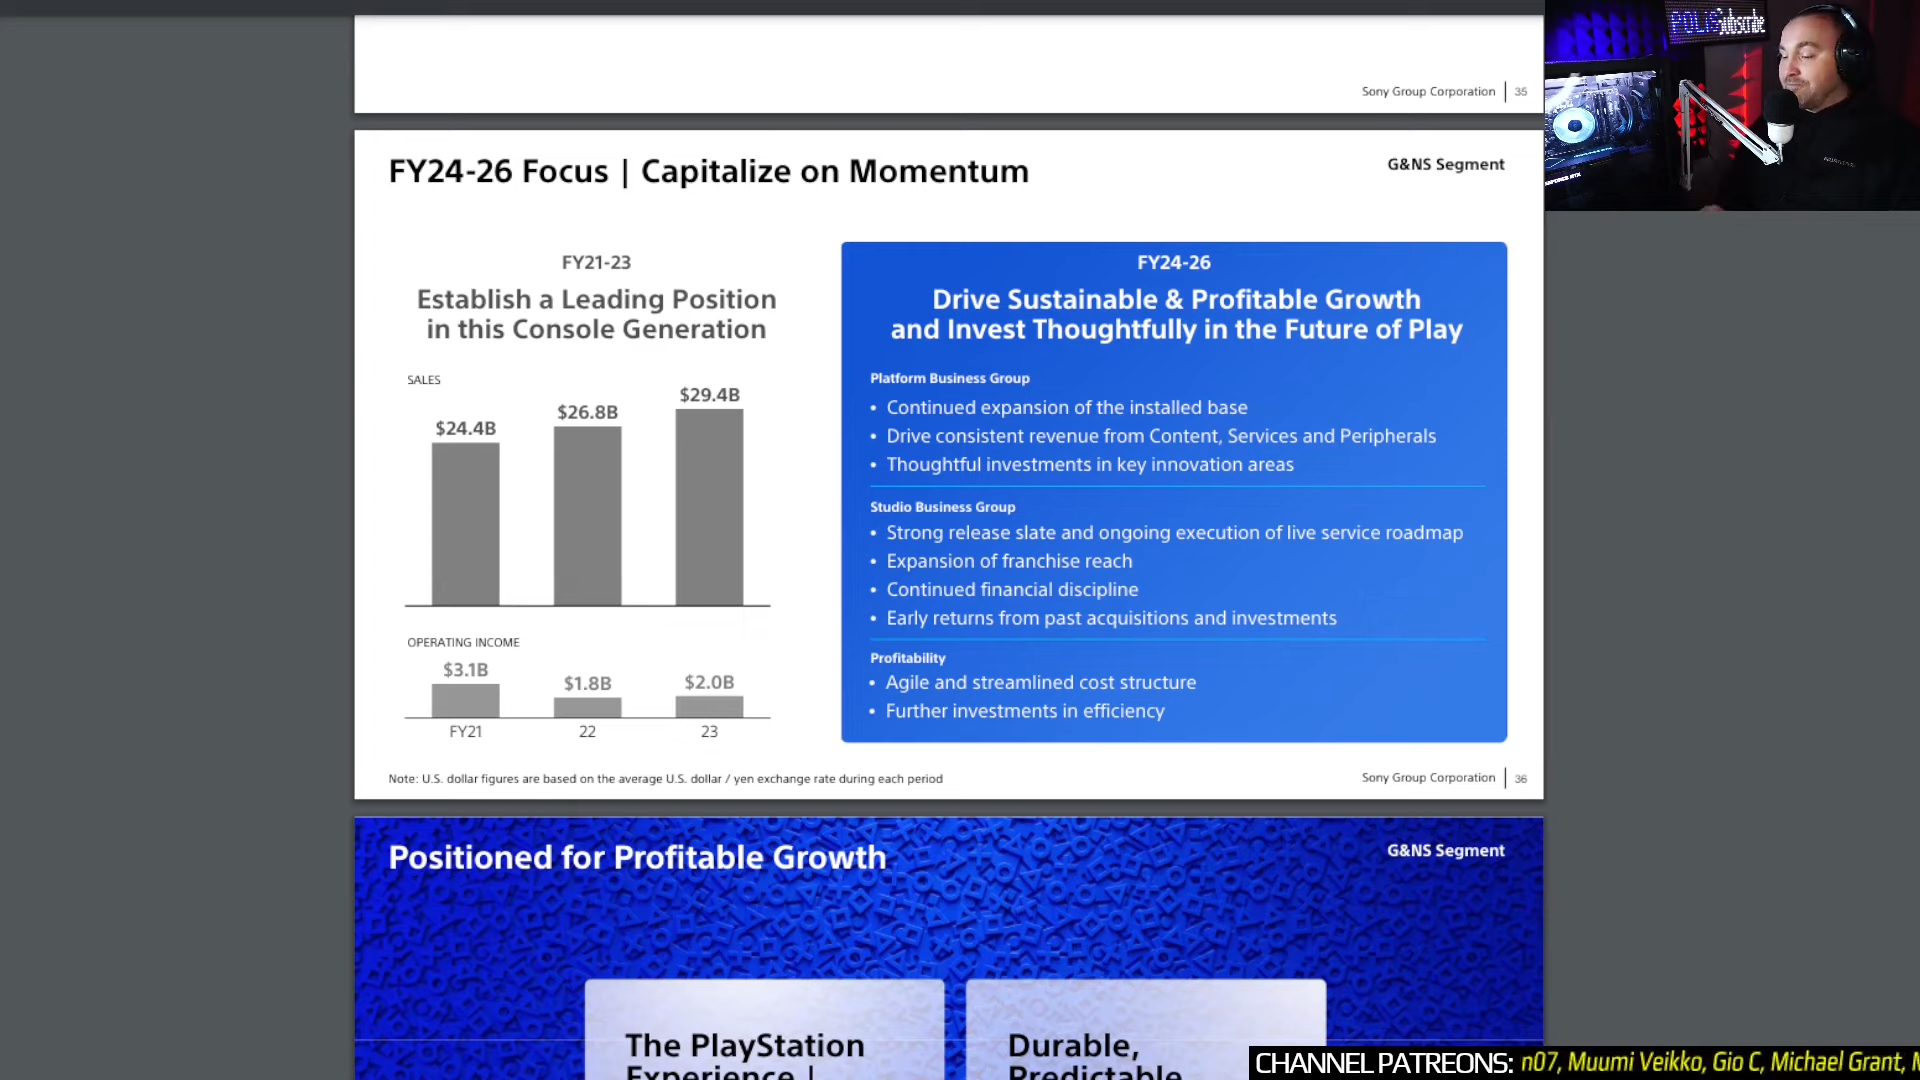 Sony Group Corporation | 35
Subscribe
FY24-26 Focus | Capitalize on Momentum
G&NS Segment
FY21-23
Establish a Leading Position
in this Console Generation
SALES
$24.4B
$26.8B
$29.4B
OPERATING INCOME
$3.1B
$1.8B
$2.0B
FY21
22
23
FY24-26
Drive Sustainable & Profitable Growth
and Invest Thoughtfully in the Future of Play
Platform Business Group
• Continued expansion of the installed base
• Drive consistent revenue from Content, Services and Peripherals
• Thoughtful investments in key innovation areas
Studio Business Group
• Strong release slate and ongoing execution of live service roadmap
• Expansion of franchise reach
• Continued financial discipline
• Early returns from past acquisitions and investments
Profitability
• Agile and streamlined cost structure
• Further investments in efficiency
Note: U.S. dollar figures are based on the average U.S. dollar / yen exchange rate during each period
Sony Group Corporation | 36
Positioned for Profitable Growth
G&NS Segment
The PlayStation
Experience |
Durable,
Predictable
CHANNEL PATREONS: n07, Muumi Veikko, Gio C, Michael Grant,